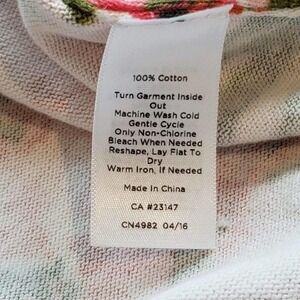 100% Cotton
Turn Garment Inside
Out
Machine Wash Cold
Gentle Cycle
Only Non-Chlorine
Bleach When Needed
Reshape, Lay Flat To
Dry
Warm Iron, If Needed
Made In China
CA #23147
CN4982 04/16